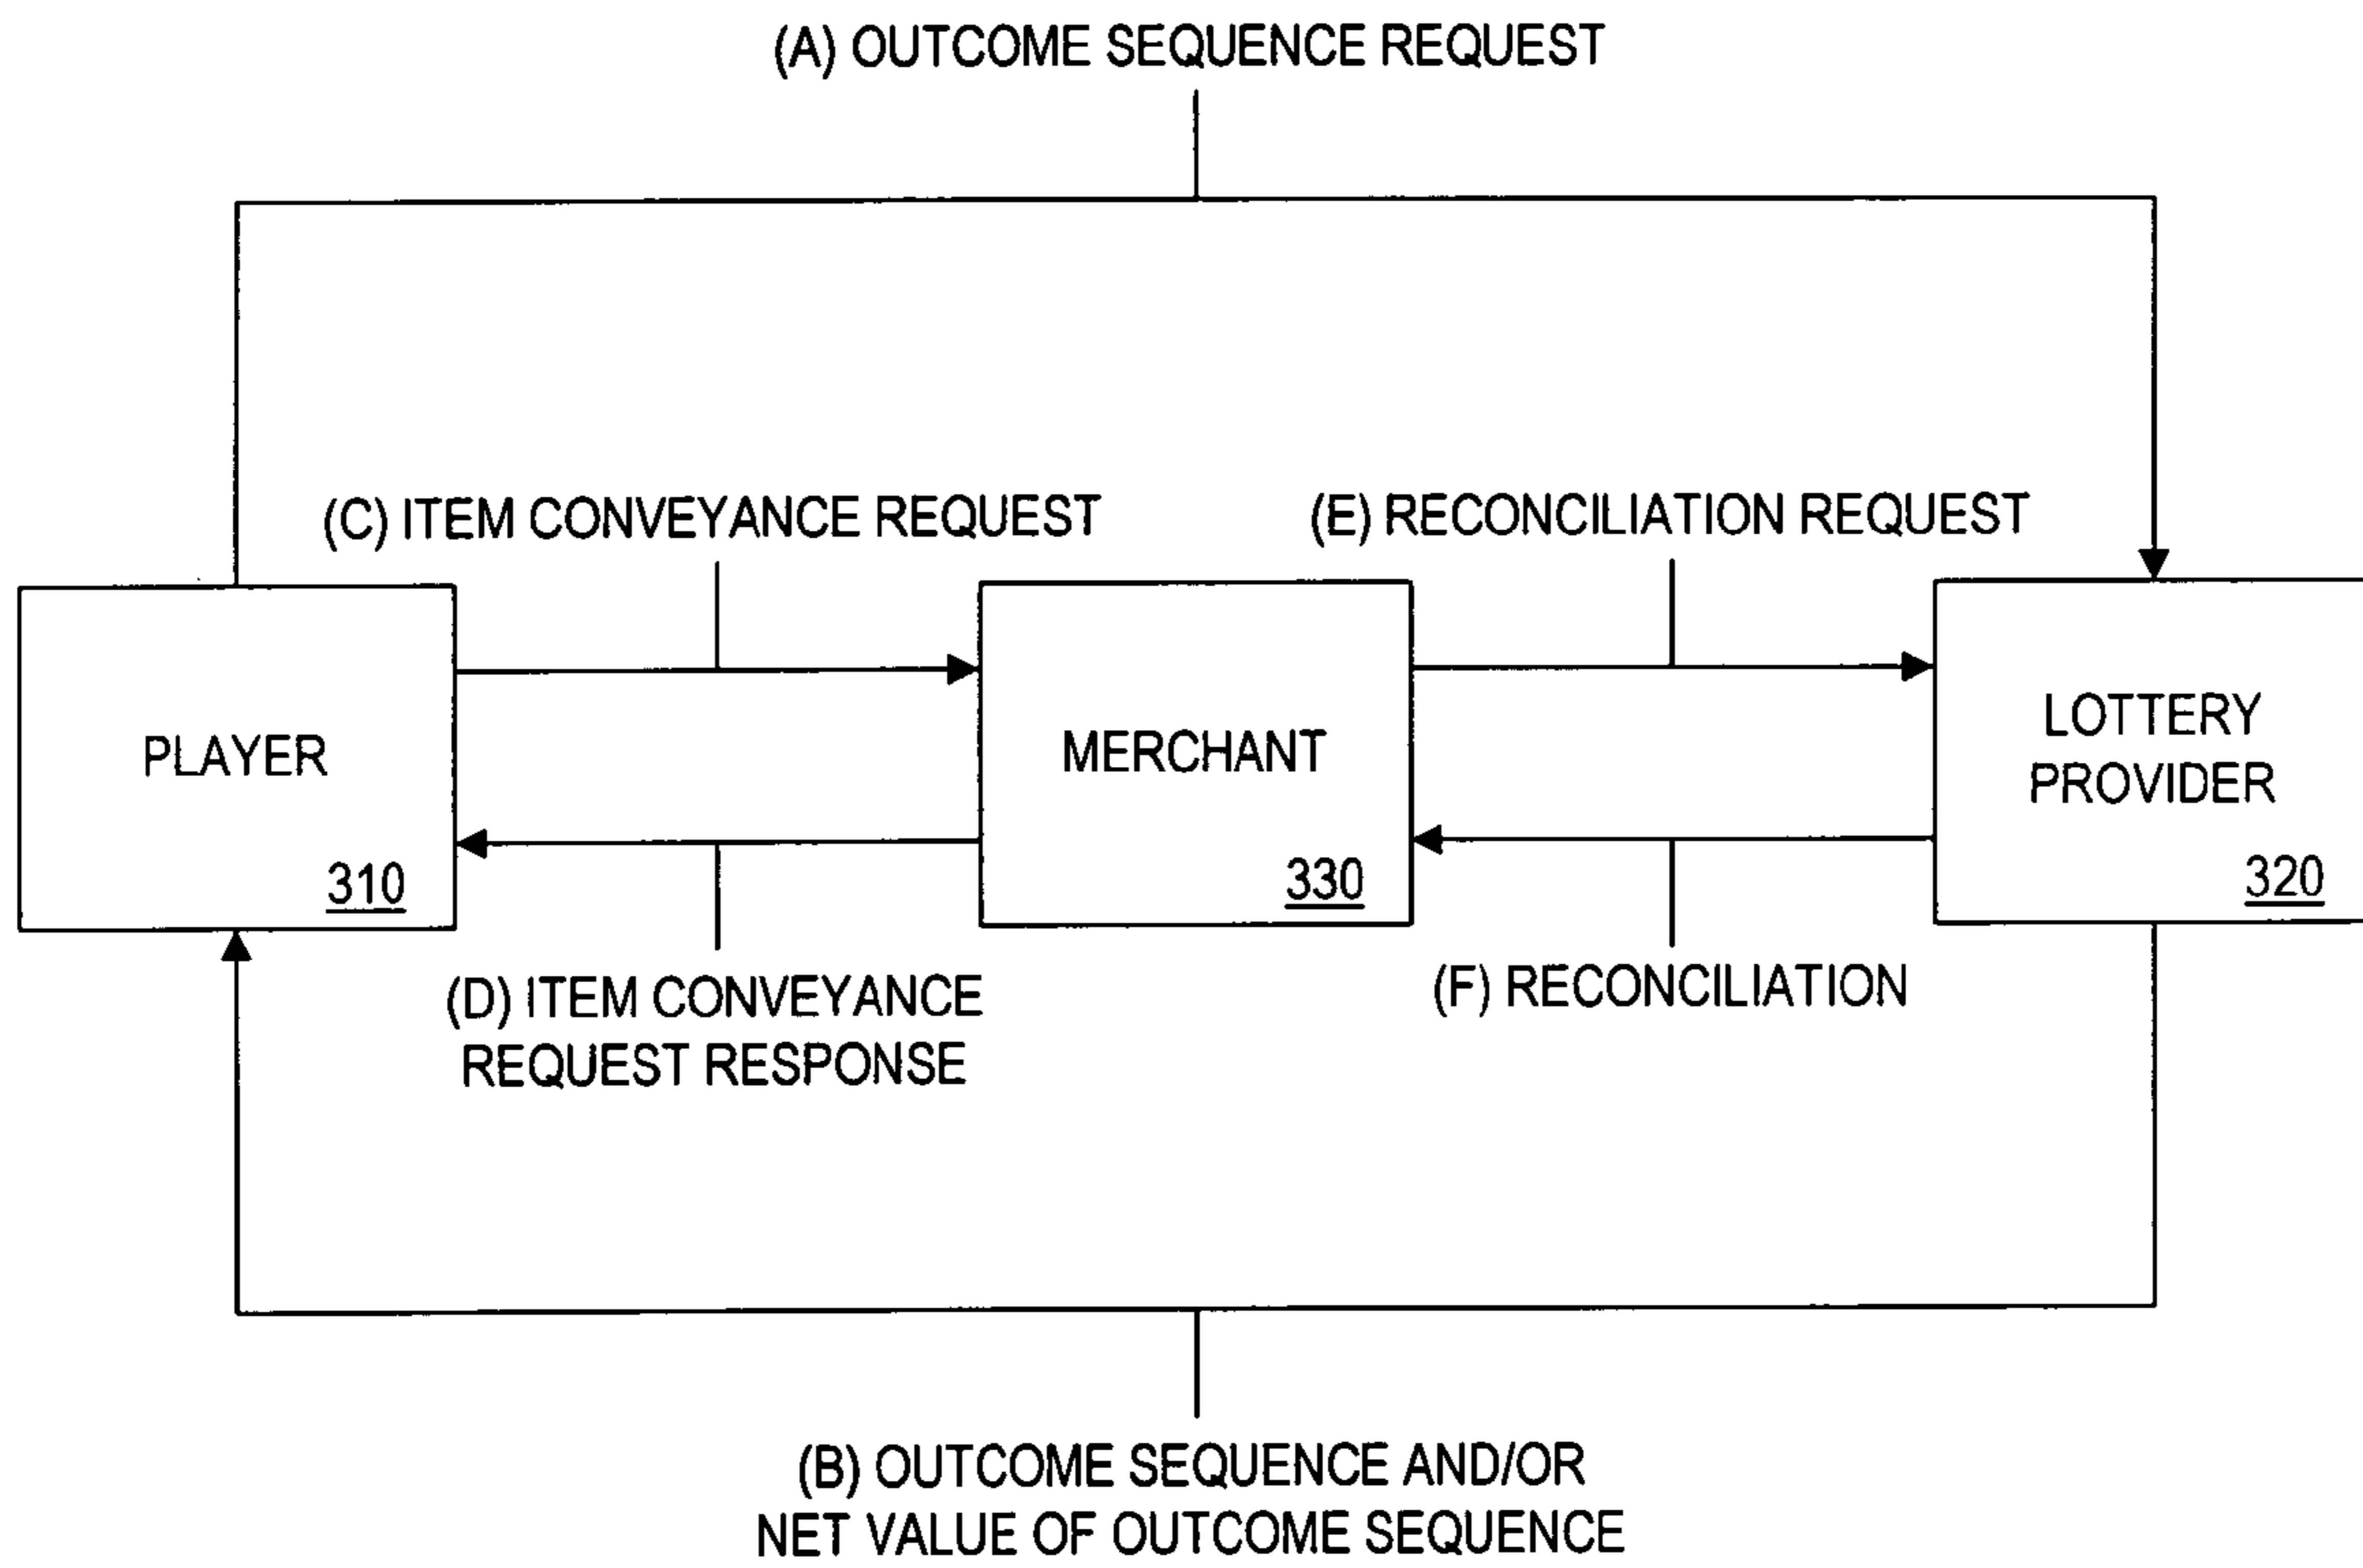 (A) OUTCOME SEQUENCE REQUEST
(C) ITEM CONVEYANCE REQUEST
(E) RECONCILIATION REQUEST
PLAYER
310
MERCHANT
330
LOTTERY
PROVIDER
320
(D) ITEM CONVEYANCE
REQUEST RESPONSE
(F) RECONCILIATION
(B) OUTCOME SEQUENCE AND/OR
NET VALUE OF OUTCOME SEQUENCE